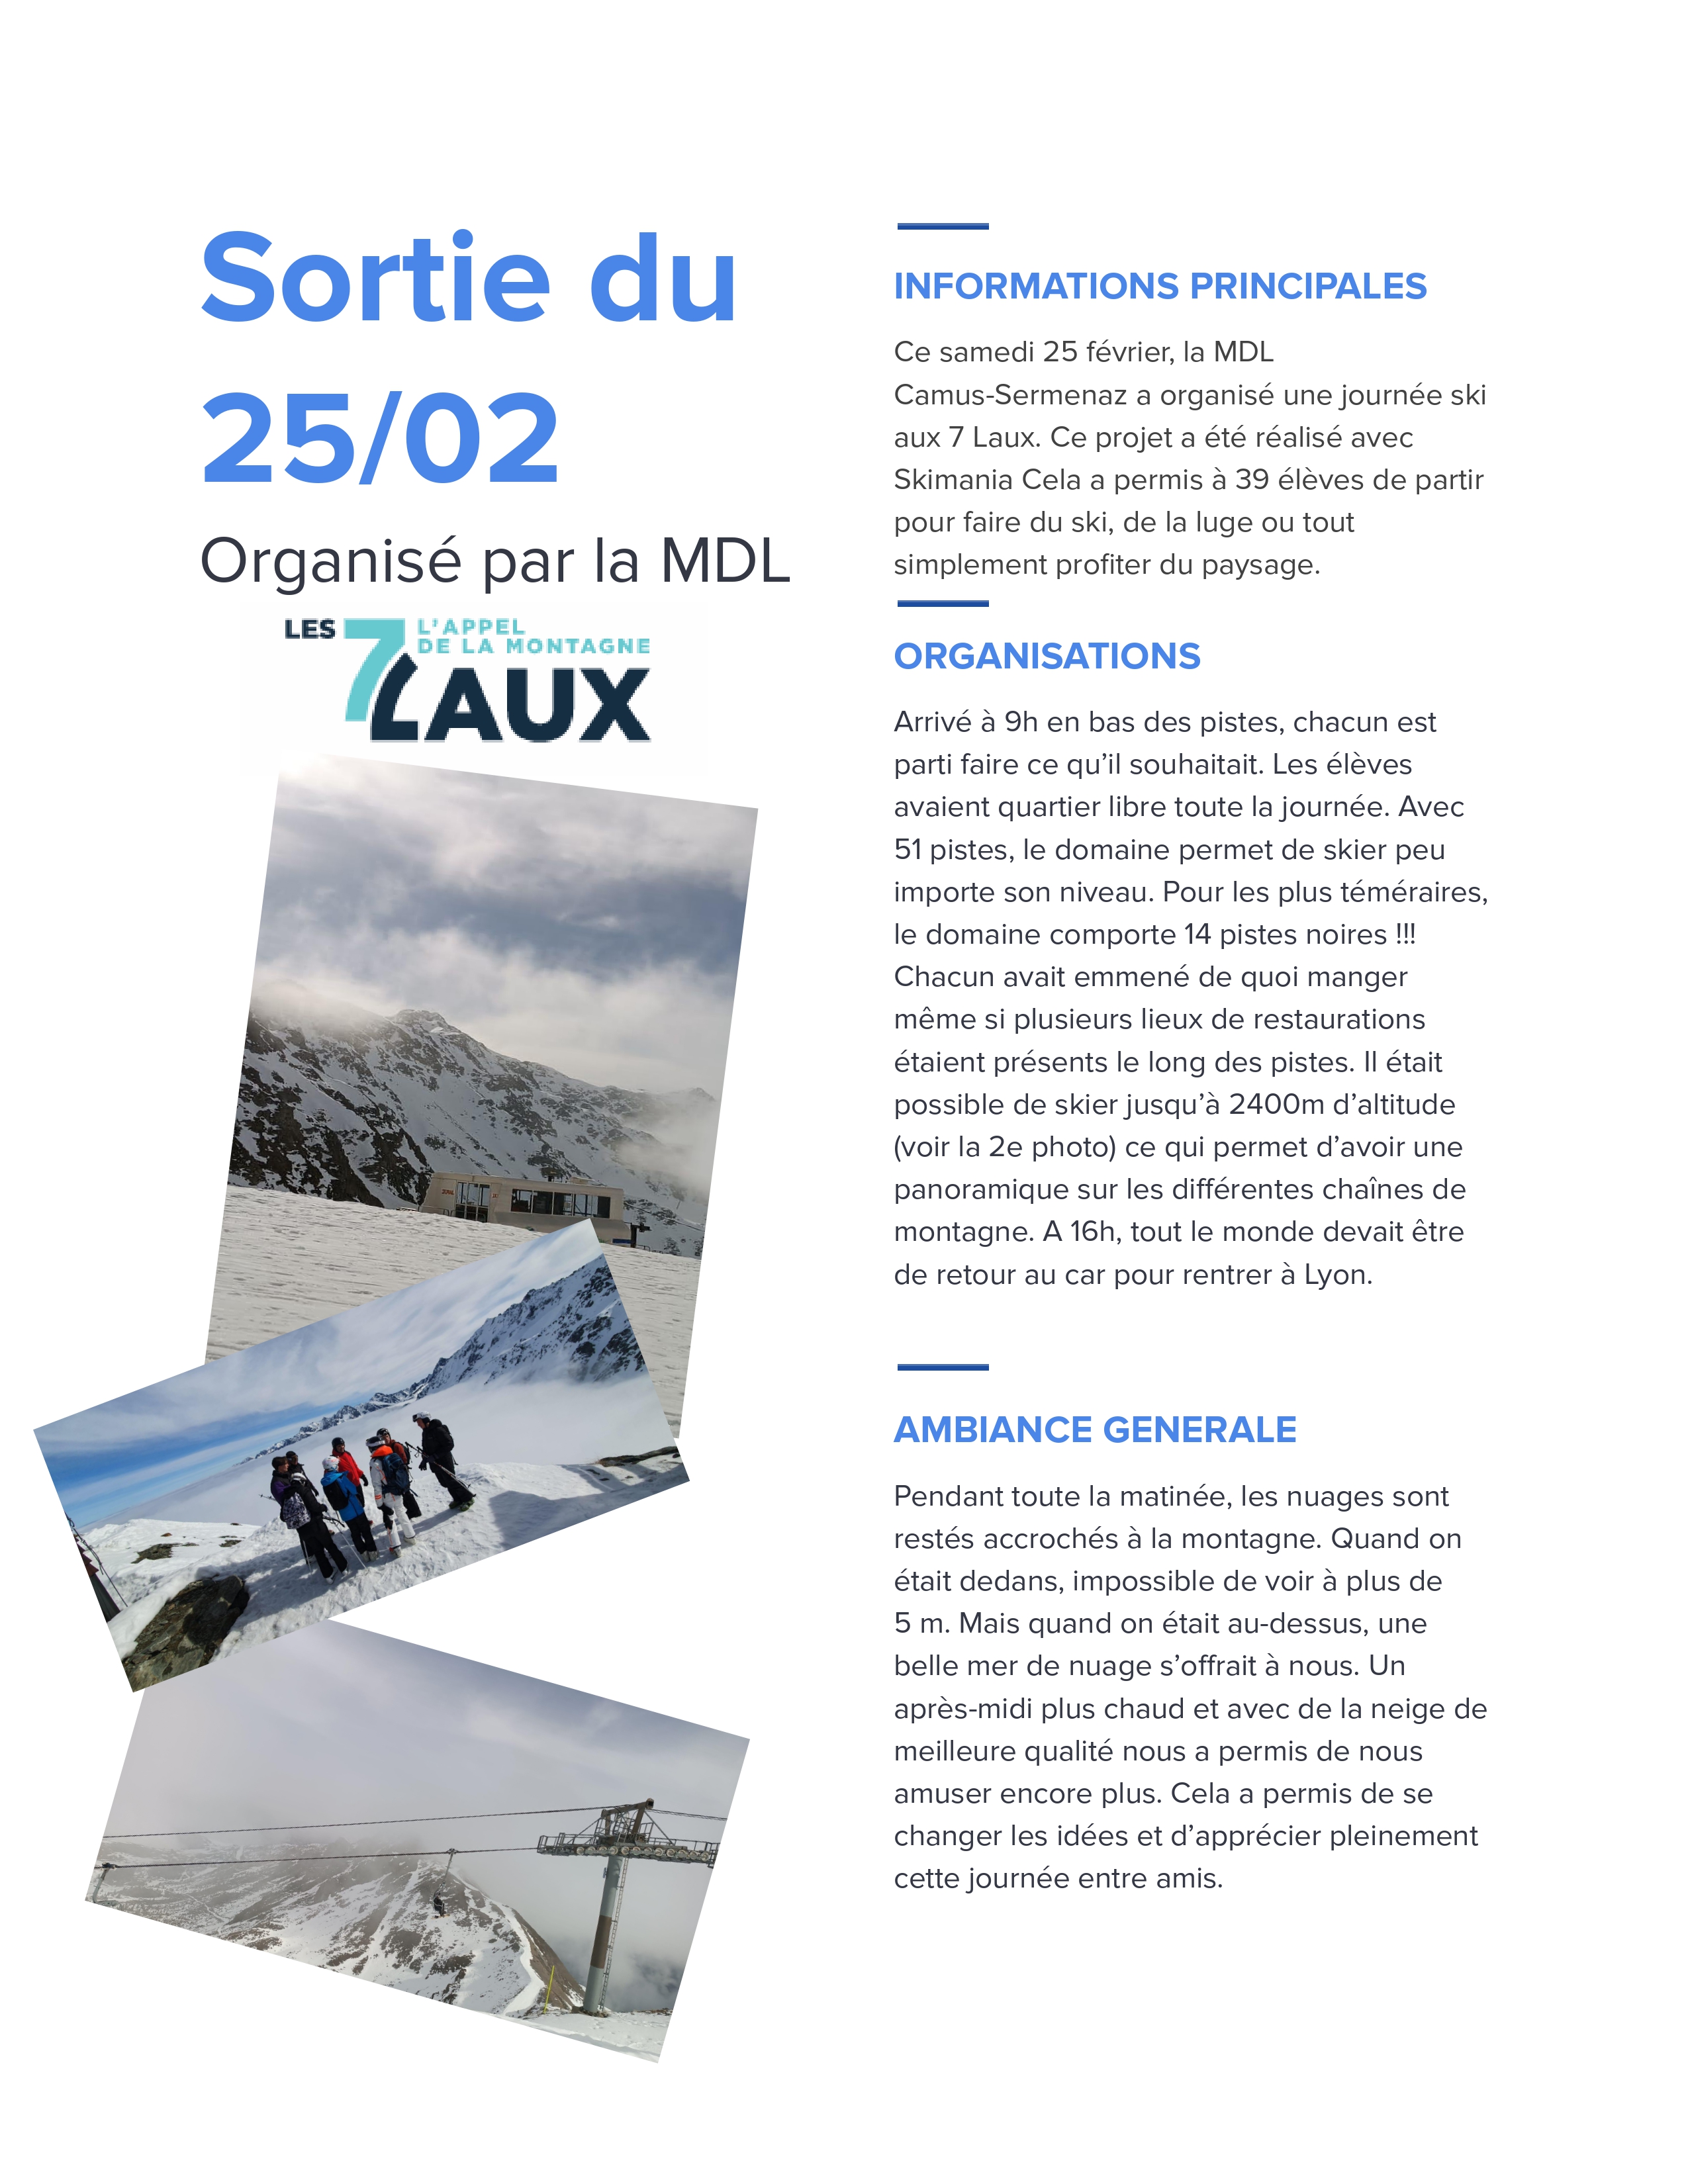 Sortie du
25/02
Organisé par la MDL
LES 7 LAUX
L'APPEL
DE LA MONTAGNE
INFORMATIONS PRINCIPALES
Ce samedi 25 février, la MDL
Camus-Sermenaz a organisé une journée ski
aux 7 Laux. Ce projet a été réalisé avec
Skimania Cela a permis à 39 élèves de partir
pour faire du ski, de la luge ou tout
simplement profiter du paysage.
ORGANISATIONS
Arrivé à 9h en bas des pistes, chacun est
parti faire ce qu’il souhaitait. Les élèves
avaient quartier libre toute la journée. Avec
51 pistes, le domaine permet de skier peu
importe son niveau. Pour les plus téméraires,
le domaine comporte 14 pistes noires !!!
Chacun avait emmené de quoi manger
même si plusieurs lieux de restaurations
étaient présents le long des pistes. Il était
possible de skier jusqu’à 2400m d’altitude
(voir la 2e photo) ce qui permet d’avoir une
panoramique sur les différentes chaînes de
montagne. A 16h, tout le monde devait être
de retour au car pour rentrer à Lyon.
AMBIANCE GENERALE
Pendant toute la matinée, les nuages sont
restés accrochés à la montagne. Quand on
était dedans, impossible de voir à plus de
5 m. Mais quand on était au-dessus, une
belle mer de nuage s’offrait à nous. Un
après-midi plus chaud et avec de la neige de
meilleure qualité nous a permis de nous
amuser encore plus. Cela a permis de se
changer les idées et d’apprécier pleinement
cette journée entre amis.